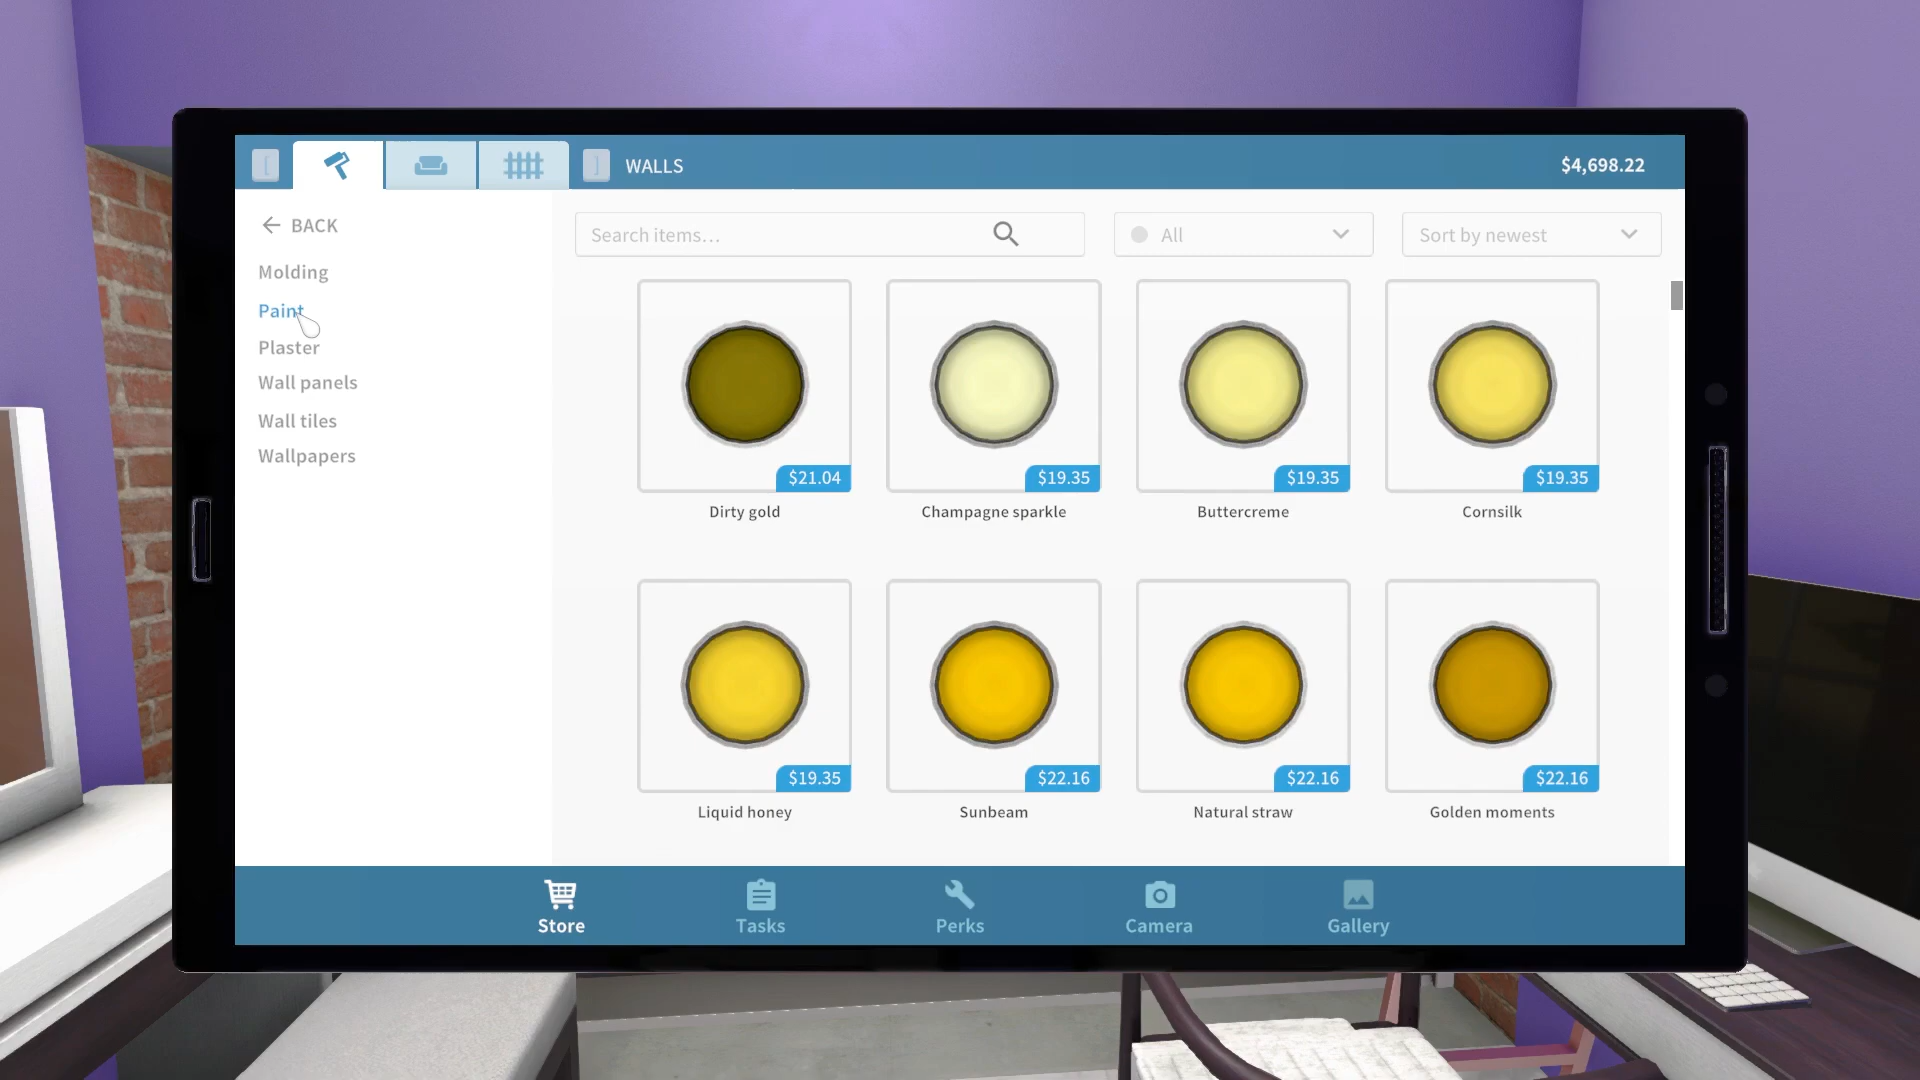 [
]
WALLS
$4,698.22
BACK
Molding
Paint
Plaster
Wall panels
Wall tiles
Wallpapers
Search items...
All
Sort by newest
$21.04
$19.35
$19.35
$19.35
Dirty gold
Champagne sparkle
Buttercreme
Cornsilk
$19.35
$22.16
$22.16
$22.16
Liquid honey
Sunbeam
Natural straw
Golden moments
Store
Tasks
Perks
Camera
Gallery